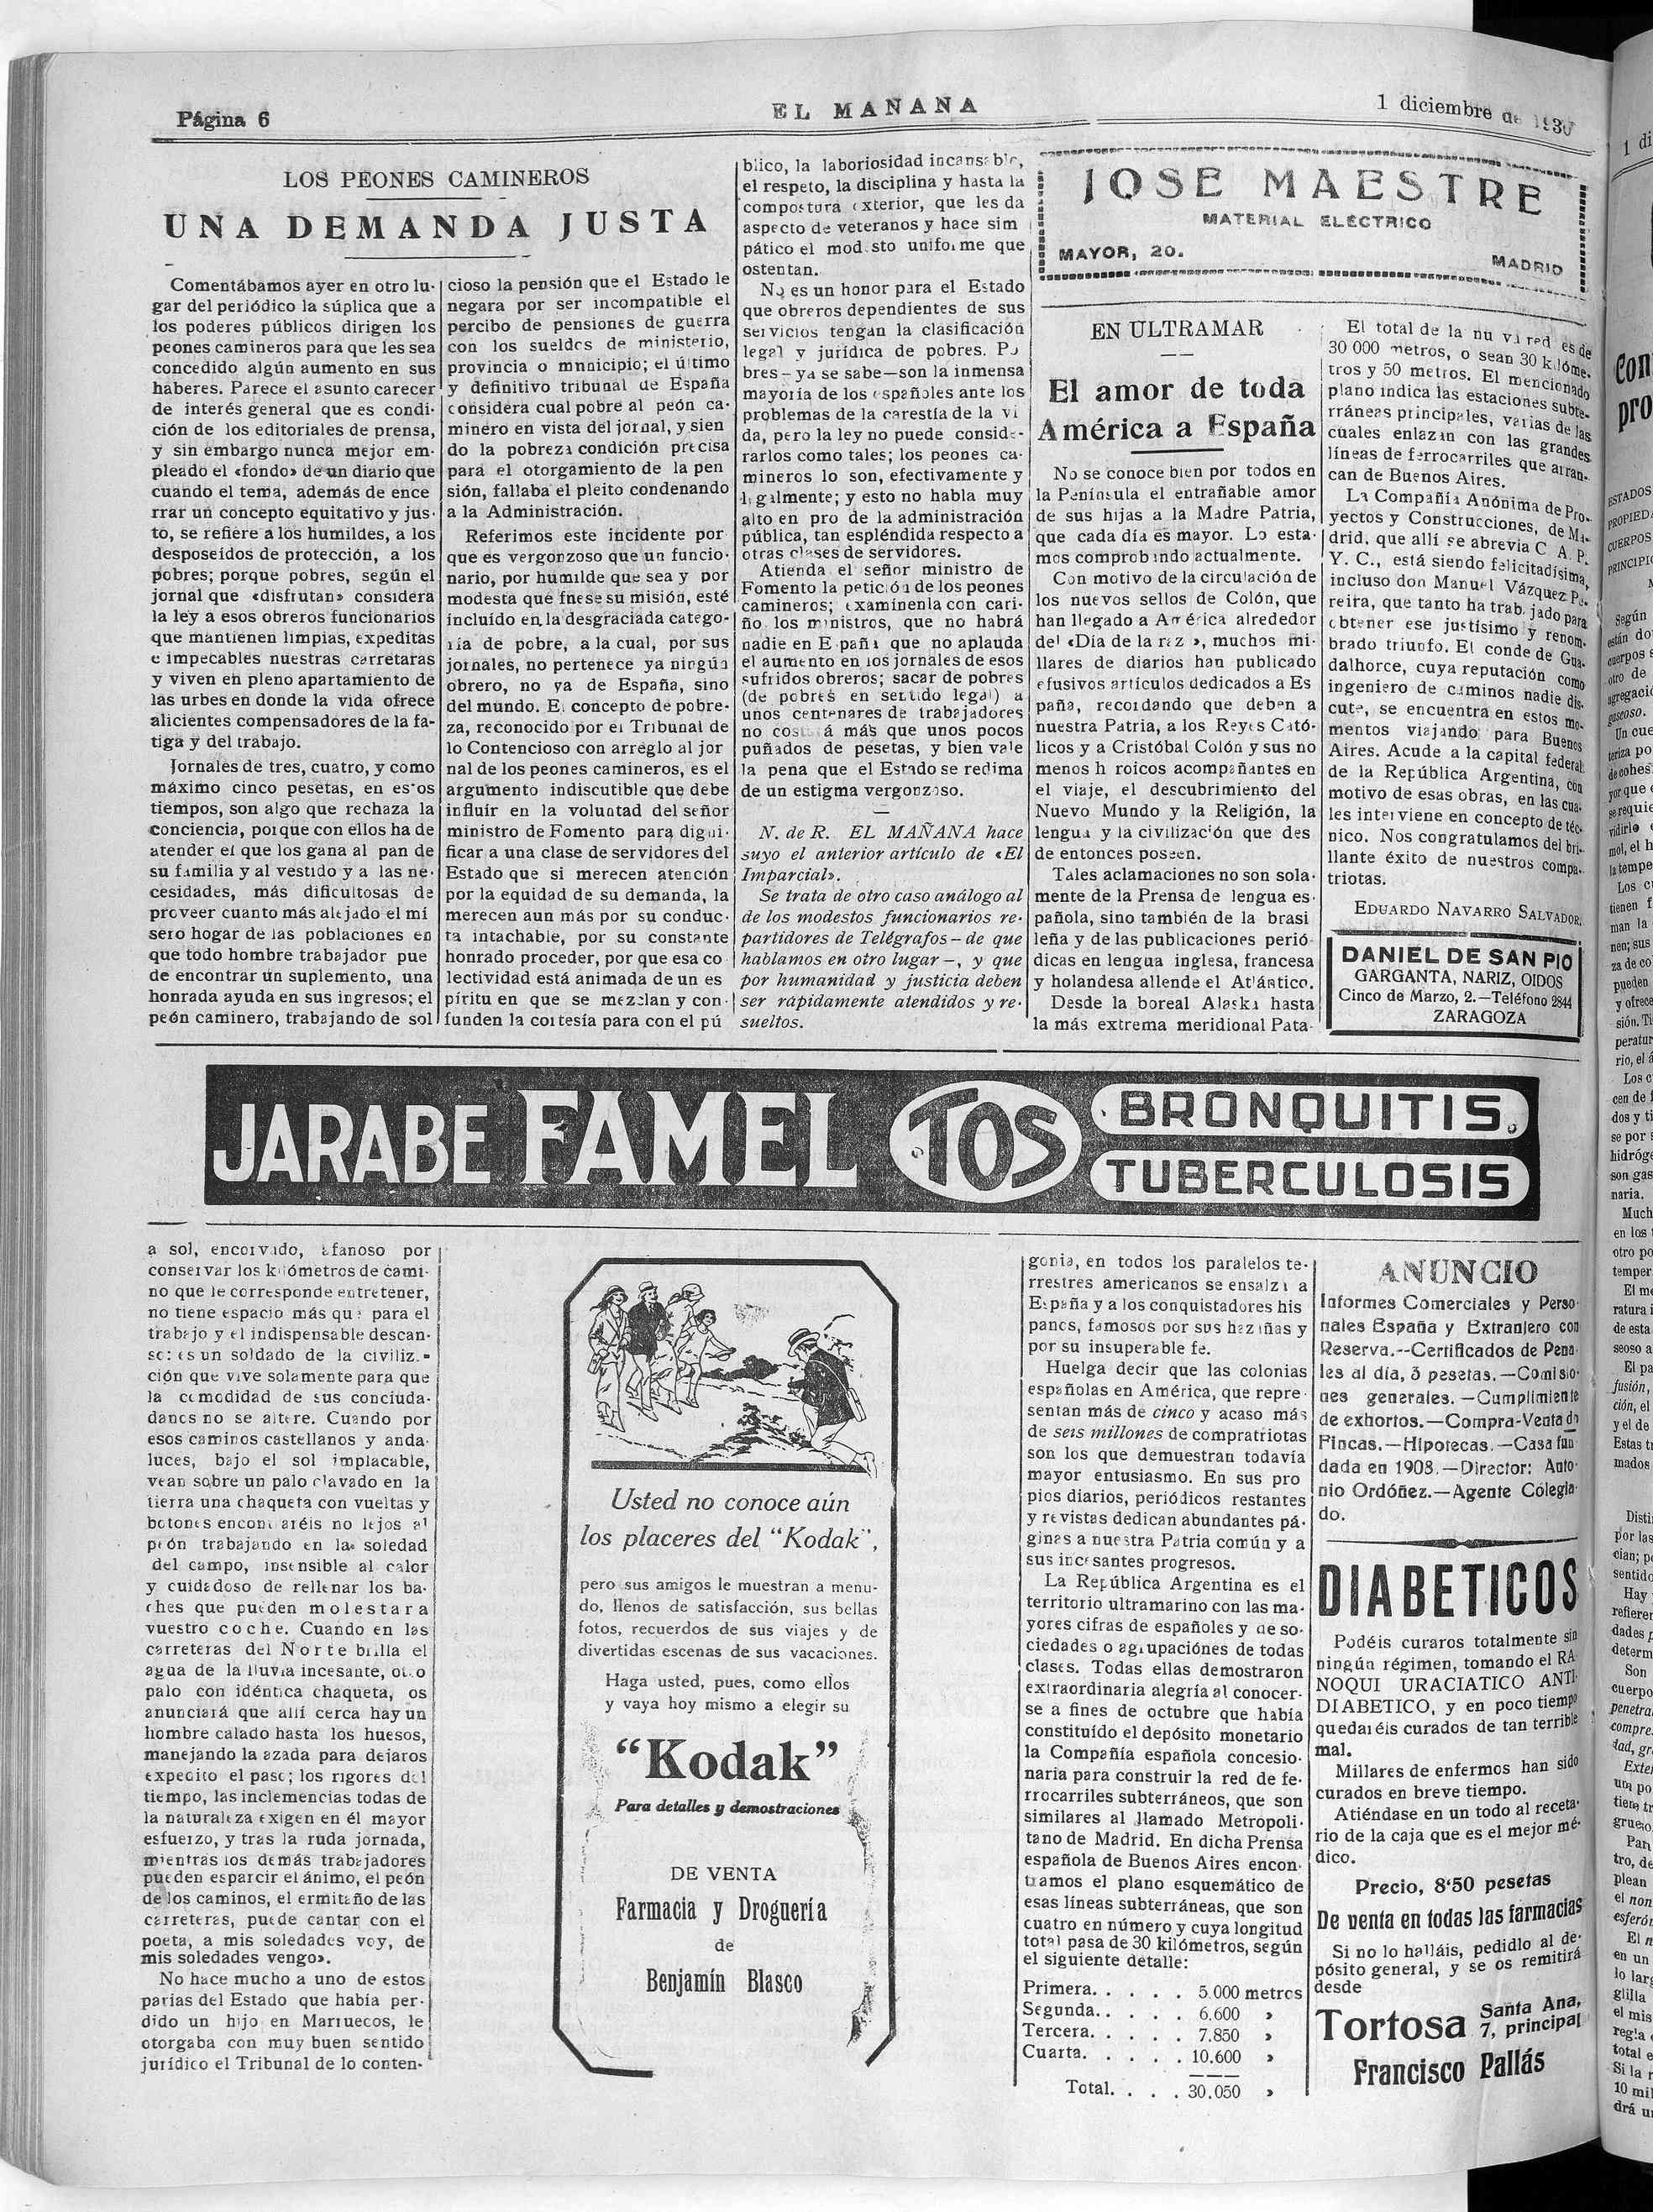 Página 6
EL MAÑANA
1 diciembre de 1930
LOS PEONES CAMINEROS
UNA DEMANDA JUSTA
Comentábamos ayer en otro lu-
gar del periódico la súplica que a
los poderes públicos dirigen los
peones camineros para que les sea
concedido algún aumento en sus
haberes. Parece el asunto carecer
de interés general que es condi-
ción de los editoriales de prensa,
y sin embargo nunca mejor em-
pleado el «fondo» de un diario que
cuando el tema, además de ence
rrar un concepto equitativo y jus-
to, se refiere a los humildes, a los
desposeídos de protección, a los
pobres; porque pobres, según el
jornal que «disfrutan» considera
la ley a esos obreros funcionarios
que mantienen limpias, expeditas
e impecables nuestras carretaras
y viven en pleno apartamiento de
las urbes en donde la vida ofrece
alicientes compensadores de la fa-
tiga y del trabajo.
Jornales de tres, cuatro, y como
máximo cinco pesetas, en estos
tiempos, son algo que rechaza la
conciencia, porque con ellos ha de
atender el que los gana al pan de
su familia y al vestido y a las ne-
cesidades, más dificultosas de
proveer cuanto más alejado el mí
sero hogar de las poblaciones en
que todo hombre trabajador pue
de encontrar un suplemento, una
honrada ayuda en sus ingresos; el
peón caminero, trabajando de sol
a sol, encorvado, afanoso por
conservar los kilómetros de cami-
no que le corresponde entretener,
no tiene espacio más que para el
trabajo y el indispensable descan-
so: es un soldado de la civiliza-
ción que vive solamente para que
la comodidad de sus conciuda-
danos no se altere. Cuando por
esos caminos castellanos y anda-
luces, bajo el sol implacable,
vean sobre un palo clavado en la
tierra una chaqueta con vueltas y
botones encontraréis no lejos al
peón trabajando en la soledad
del campo, insensible al calor
y cuidadoso de rellenar los ba-
ches que pueden molestar a
vuestro coche. Cuando en las
carreteras del Norte brilla el
agua de la lluvia incesante, otro
palo con idéntica chaqueta, os
anunciará que allí cerca hay un
hombre calado hasta los huesos,
manejando la azada para dejaros
expedito el paso; los rigores del
tiempo, las inclemencias todas de
la naturaleza exigen en él mayor
esfuerzo, y tras la ruda jornada,
mientras los demás trabajadores
pueden esparcir el ánimo, el peón
de los caminos, el ermitaño de las
carreteras, puede cantar con el
poeta, a mis soledades voy, de
mis soledades vengo».
No hace mucho a uno de estos
parias del Estado que había per-
dido un hijo en Marruecos, le
otorgaba con muy buen sentido
jurídico el Tribunal de lo conten-
cioso la pensión que el Estado le
negara por ser incompatible el
percibo de pensiones de guerra
con los sueldos de ministerio,
provincia o mnnicipio; el último
y definitivo tribunal de España
considera cual pobre al peón ca-
minero en vista del jornal, y sien
do la pobreza condición precisa
para el otorgamiento de la pen
sión, fallaba el pleito condenando
a la Administración.
Referimos este incidente por
que es vergonzoso que un funcio-
nario, por humilde que sea y por
modesta que fnese su misión, esté
incluído en la desgraciada catego-
ría de pobre, a la cual, por sus
jornales, no pertenece ya ningún
obrero, no ya de España, sino
del mundo. El concepto de pobre-
za, reconocido por el Tribunal de
lo Contencioso con arreglo al jor
nal de los peones camineros, es el
argumento indiscutible que debe
influír en la voluntad del señor
ministro de Fomento para digni-
ficar a una clase de servidores del
Estado que si merecen atención
por la equidad de su demanda, la
merecen aun más por su conduc-
ta intachable, por su constante
honrado proceder, por que esa co
lectividad está animada de un es
píritu en que se mezclan y con-
funden la cortesía para con el pú
blico, la laboriosidad incansable,
el respeto, la disciplina y hasta la
compostura exterior, que les da
aspecto de veteranos y hace sim
pático el modesto uniforme que
ostentan.
No es un honor para el Estado
que obreros dependientes de sus
servicios tengan la clasificación
legal y jurídica de pobres. Po
bres—ya se sabe—son la inmensa
mayoría de los españoles ante los
problemas de la carestía de la vi
da, pero la ley no puede conside-
rarlos como tales; los peones ca-
mineros lo son, efectivamente y
legalmente; y esto no habla muy
alto en pro de la administración
pública, tan espléndida respecto a
otras clases de servidores.
Atienda el señor ministro de
Fomento la petición de los peones
camineros; examínenla con cari-
ño los ministros, que no habrá
nadie en España que no aplauda
el aumento en los jornales de esos
sufridos obreros; sacar de pobres
(de pobres en sentido legal) a
unos centenares de trabajadores
no costará más que unos pocos
puñados de pesetas, y bien vale
la pena que el Estado se redima
de un estigma vergonzoso.
N. de R. EL MAÑANA hace
suyo el anterior artículo de «El
Imparcial».
Se trata de otro caso análogo al
de los modestos funcionarios re-
partidores de Telégrafos—de que
hablamos en otro lugar—, y que
por humanidad y justicia deben
ser rápidamente atendidos y re-
sueltos.
JOSE MAESTRE
MATERIAL ELÉCTRICO
MAYOR, 20.
MADRID
EN ULTRAMAR
El amor de toda
América a España
No se conoce bien por todos en
la Península el entrañable amor
de sus hijas a la Madre Patria,
que cada día es mayor. Lo esta-
mos comprobando actualmente.
Con motivo de la circulación de
los nuevos sellos de Colón, que
han llegado a América alrededor
del «Día de la raza», muchos mi-
llares de diarios han publicado
efusivos artículos dedicados a Es
paña, recordando que deben a
nuestra Patria, a los Reyes Cató-
licos y a Cristóbal Colón y sus no
menos heroicos acompañantes en
el viaje, el descubrimiento del
Nuevo Mundo y la Religión, la
lengua y la civilización que des
de entonces poseen.
Tales aclamaciones no son sola-
mente de la Prensa de lengua es-
pañola, sino también de la brasi
leña y de las publicaciones perió-
dicas en lengua inglesa, francesa
y holandesa allende el Atlántico.
Desde la boreal Alaska hasta
la más extrema meridional Pata-
gonia, en todos los paralelos te-
rrestres americanos se ensalza a
España y a los conquistadores his
panos, famosos por sus hazañas y
por su insuperable fe.
Huelga decir que las colonias
españolas en América, que repre-
sentan más de cinco y acaso más
de seis millones de compatriotas
son los que demuestran todavía
mayor entusiasmo. En sus pro
pios diarios, periódicos restantes
y revistas dedican abundantes pá-
ginas a nuestra Patria común y a
sus incesantes progresos.
La República Argentina es el
territorio ultramarino con las ma-
yores cifras de españoles y de so-
ciedades o agrupaciónes de todas
clases. Todas ellas demostraron
extraordinaria alegría al conocer-
se a fines de octubre que había
constituído el depósito monetario
la Compañía española concesio-
naria para construir la red de fe-
rrocarriles subterráneos, que son
similares al llamado Metropoli-
tano de Madrid. En dicha Prensa
española de Buenos Aires encon-
tramos el plano esquemático de
esas líneas subterráneas, que son
cuatro en número y cuya longitud
total pasa de 30 kilómetros, según
el siguiente detalle:
Primera. . . . . 5.000 metros
Segunda. . . . . 6.600 »
Tercera. . . . . 7.850 »
Cuarta. . . . . 10.600 »
Total. . . . 30.050 »
El total de la nueva red es de
30 000 metros, o sean 30 kilóme-
tros y 50 metros. El mencionado
plano indica las estaciones subte-
rráneas principales, varias de las
cuales enlazan con las grandes
líneas de ferrocarriles que arran-
can de Buenos Aires.
La Compañía Anónima de Pro-
yectos y Construcciones, de Ma-
drid, que allí se abrevia C. A. P.
Y. C., está siendo felicitadísima,
incluso don Manuel Vázquez Pe-
reira, que tanto ha trabajado para
obtener ese justísimo y renom-
brado triunfo. El conde de Gua-
dalhorce, cuya reputación como
ingeniero de caminos nadie dis-
cute, se encuentra en estos mo-
mentos viajando para Buenos
Aires. Acude a la capital federal
de la República Argentina, con
motivo de esas obras, en las cua-
les interviene en concepto de téc-
nico. Nos congratulamos del bri-
llante éxito de nuestros compa-
triotas.
EDUARDO NAVARRO SALVADOR.
DANIEL DE SAN PIO
GARGANTA, NARIZ, OIDOS
Cinco de Marzo, 2.—Teléfono 2844
ZARAGOZA
JARABE FAMEL TOS BRONQUITIS,
TUBERCULOSIS
Usted no conoce aún
los placeres del "Kodak",
pero sus amigos le muestran a menu-
do, llenos de satisfacción, sus bellas
fotos, recuerdos de sus viajes y de
divertidas escenas de sus vacaciones.
Haga usted, pues, como ellos
y vaya hoy mismo a elegir su
"Kodak"
Para detalles y demostraciones
DE VENTA
Farmacia y Droguería
de
Benjamín Blasco
ANUNCIO
Informes Comerciales y Perso-
nales España y Extranjero con
Reserva.--Certificados de Pena-
les al día, 5 pesetas.—Comisio-
nes generales.—Cumplimiente
de exhortos.—Compra-Venta de
Fincas.—Hipotecas.—Casa fun-
dada en 1908.—Director: Anto-
nio Ordóñez.—Agente Colegia-
do.
DIABETICOS
Podéis curaros totalmente sin
ningún régimen, tomando el RA-
NOQUI URACIATICO ANTI-
DIABETICO, y en poco tiempo
quedaréis curados de tan terrible
mal.
Millares de enfermos han sido
curados en breve tiempo.
Atiéndase en un todo al receta-
rio de la caja que es el mejor mé-
dico.
Precio, 8'50 pesetas
De venta en todas las farmacias
Si no lo halláis, pedidlo al de-
pósito general, y se os remitirá
desde
Tortosa Santa Ana,
7, principal
Francisco Pallás